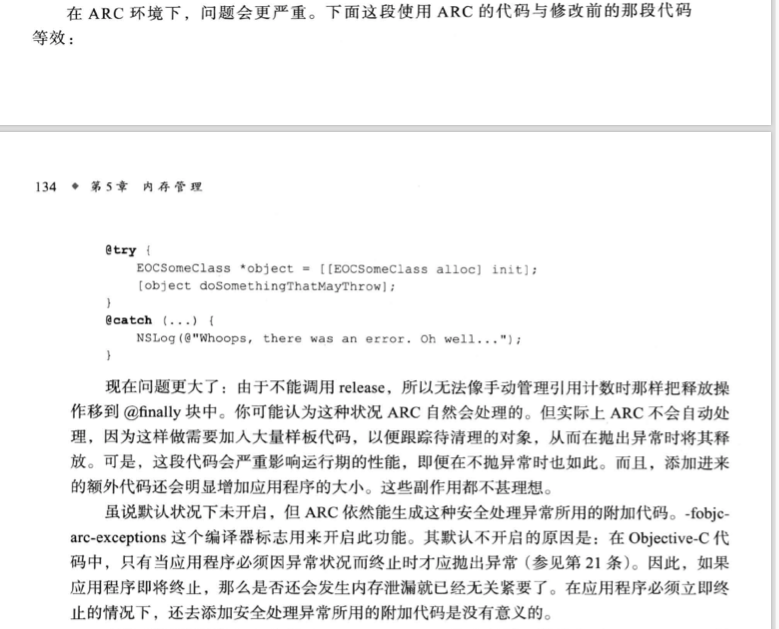 在 ARC 环境下，问题会更严重。下面这段使用 ARC 的代码与修改前的那段代码
等效：
134 ◆ 第 5 章 内存管理
@try {
    EOCSomeClass *object = [[EOCSomeClass alloc] init];
    [object doSomethingThatMayThrow];
}
@catch (...) {
    NSLog(@"Whoops, there was an error. Oh well...");
}
现在问题更大了：由于不能调用 release，所以无法像手动管理引用计数时那样把释放操
作移到 @finally 块中。你可能认为这种状况 ARC 自然会处理的。但实际上 ARC 不会自动处
理，因为这样做需要加入大量样板代码，以便跟踪待清理的对象，从而在抛出异常时将其释
放。可是，这段代码会严重影响运行期的性能，即便在不抛异常时也如此。而且，添加进来
的额外代码还会明显增加应用程序的大小。这些副作用都不甚理想。
虽说默认状况下未开启，但 ARC 依然能生成这种安全处理异常所用的附加代码。-fobjc-
arc-exceptions 这个编译器标志用来开启此功能。其默认不开启的原因是：在 Objective-C 代
码中，只有当应用程序必须因异常状况而终止时才应抛出异常（参见第 21 条）。因此，如果
应用程序即将终止，那么是否还会发生内存泄漏就已经无关紧要了。在应用程序必须立即终
止的情况下，还去添加安全处理异常所用的附加代码是没有意义的。